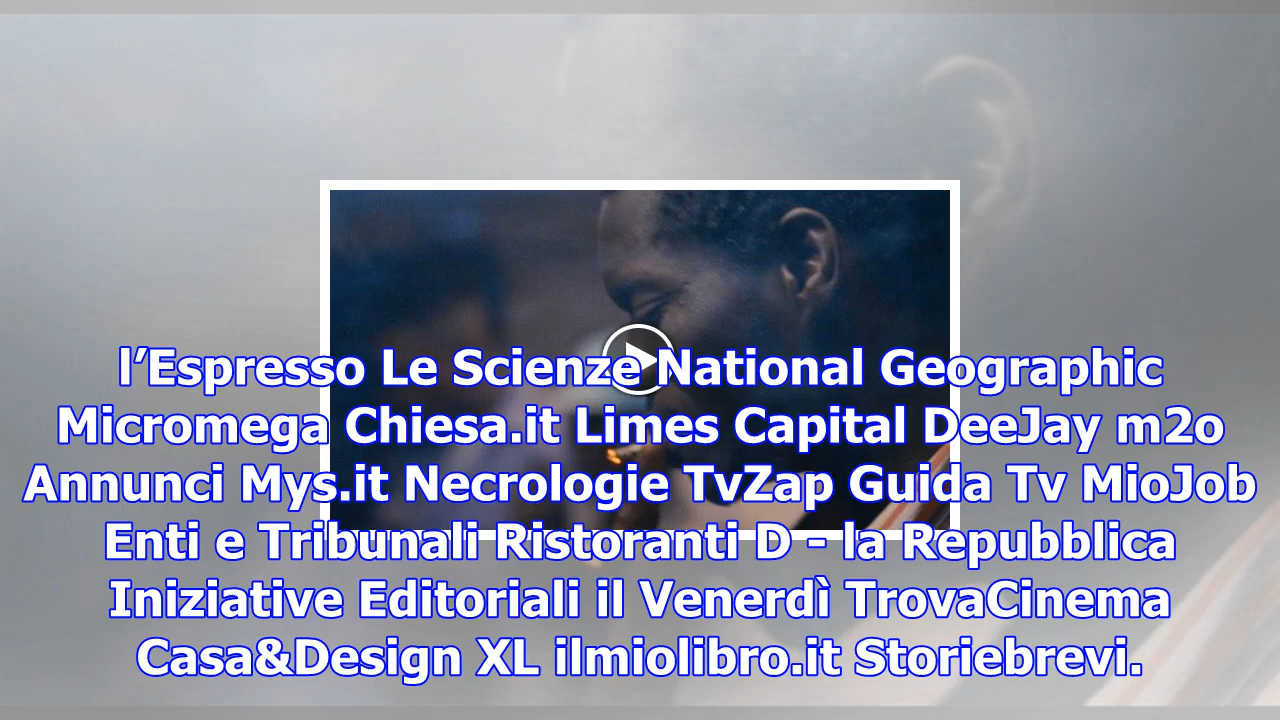 l’Espresso Le Scienze National Geographic
Micromega Chiesa.it Limes Capital DeeJay m2o
Annunci Mys.it Necrologie TvZap Guida Tv MioJob
Enti e Tribunali Ristoranti D - la Repubblica
Iniziative Editoriali il Venerdì TrovaCinema
Casa&Design XL ilmiolibro.it Storiebrevi.